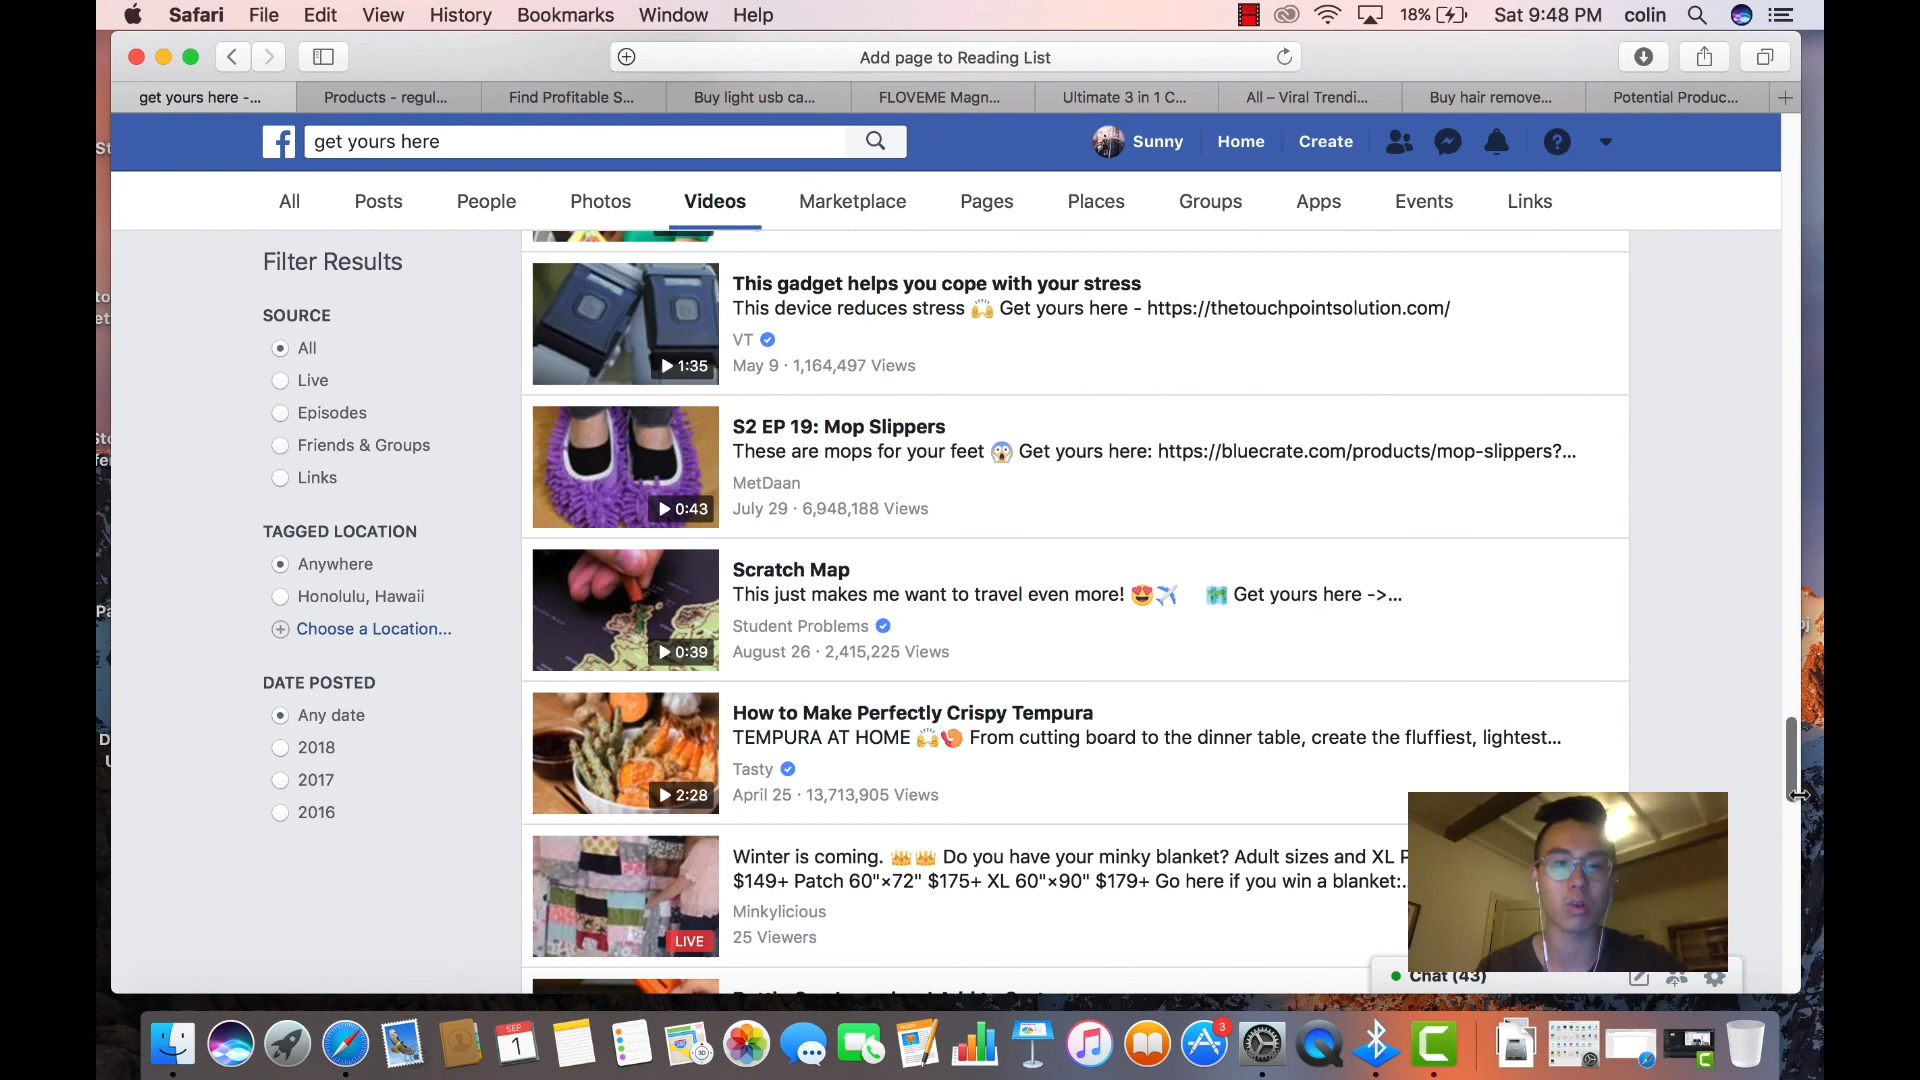 Safari File Edit View History Bookmarks Window Help 18% Sat 9:48 PM colin
Add page to Reading List
get yours here -... Products - regul... Find Profitable S... Buy light usb ca... FLOVEME Magn... Ultimate 3 in 1 C... All – Viral Trendi... Buy hair remove... Potential Produc...
get yours here Sunny Home Create
All Posts People Photos Videos Marketplace Pages Places Groups Apps Events Links
Filter Results
SOURCE
All
Live
Episodes
Friends & Groups
Links
TAGGED LOCATION
Anywhere
Honolulu, Hawaii
Choose a Location...
DATE POSTED
Any date
2018
2017
2016
This gadget helps you cope with your stress
This device reduces stress 🙌 Get yours here - https://thetouchpointsolution.com/
VT
May 9 · 1,164,497 Views
1:35
S2 EP 19: Mop Slippers
These are mops for your feet 😱 Get yours here: https://bluecrate.com/products/mop-slippers?...
MetDaan
July 29 · 6,948,188 Views
0:43
Scratch Map
This just makes me want to travel even more! 😍✈️ 🗺️ Get yours here ->...
Student Problems
August 26 · 2,415,225 Views
0:39
How to Make Perfectly Crispy Tempura
TEMPURA AT HOME 🙌🍤 From cutting board to the dinner table, create the fluffiest, lightest...
Tasty
April 25 · 13,713,905 Views
2:28
Winter is coming. 👑👑 Do you have your minky blanket? Adult sizes and XL P
$149+ Patch 60"×72" $175+ XL 60"×90" $179+ Go here if you win a blanket:...
Minkylicious
25 Viewers
LIVE
Chat (43)
SEP
1
3